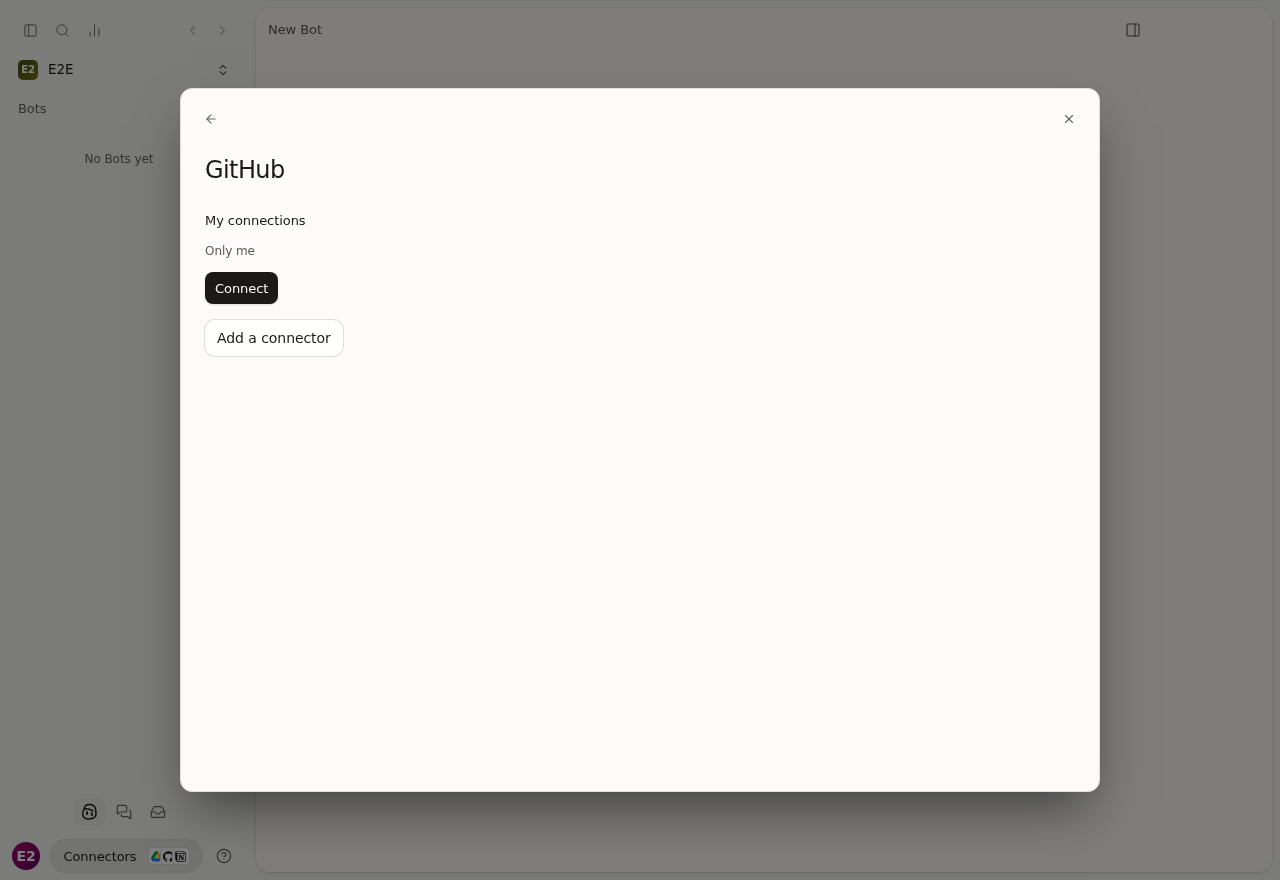 New Bot
E2 E2E
Bots
No Bots yet
GitHub
My connections
Only me
Connect
Add a connector
E2 Connectors